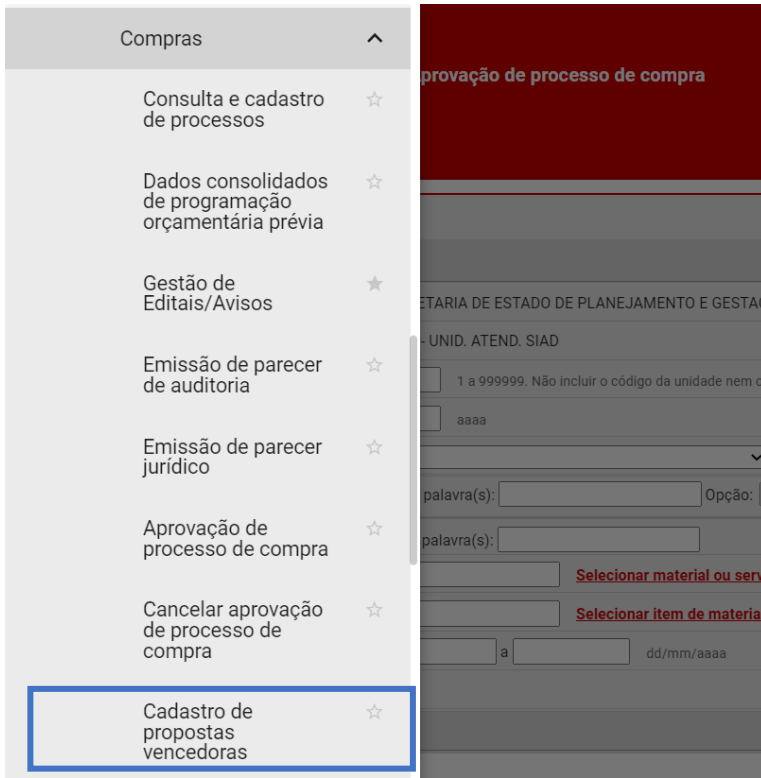 Compras
Consulta e cadastro
de processos
Dados consolidados
de programação
orçamentária prévia
Gestão de
Editais/Avisos
Emissão de parecer
de auditoria
Emissão de parecer
jurídico
Aprovação de
processo de compra
Cancelar aprovação
de processo de
compra
Cadastro de
propostas
vencedoras
provação de processo de compra
ETARIA DE ESTADO DE PLANEJAMENTO E GESTA
- UNID. ATEND. SIAD
1 a 999999. Não incluir o código da unidade nem
aaaa
palavra(s): Opção:
palavra(s):
Selecionar material ou serv
Selecionar item de materia
a dd/mm/aaaa